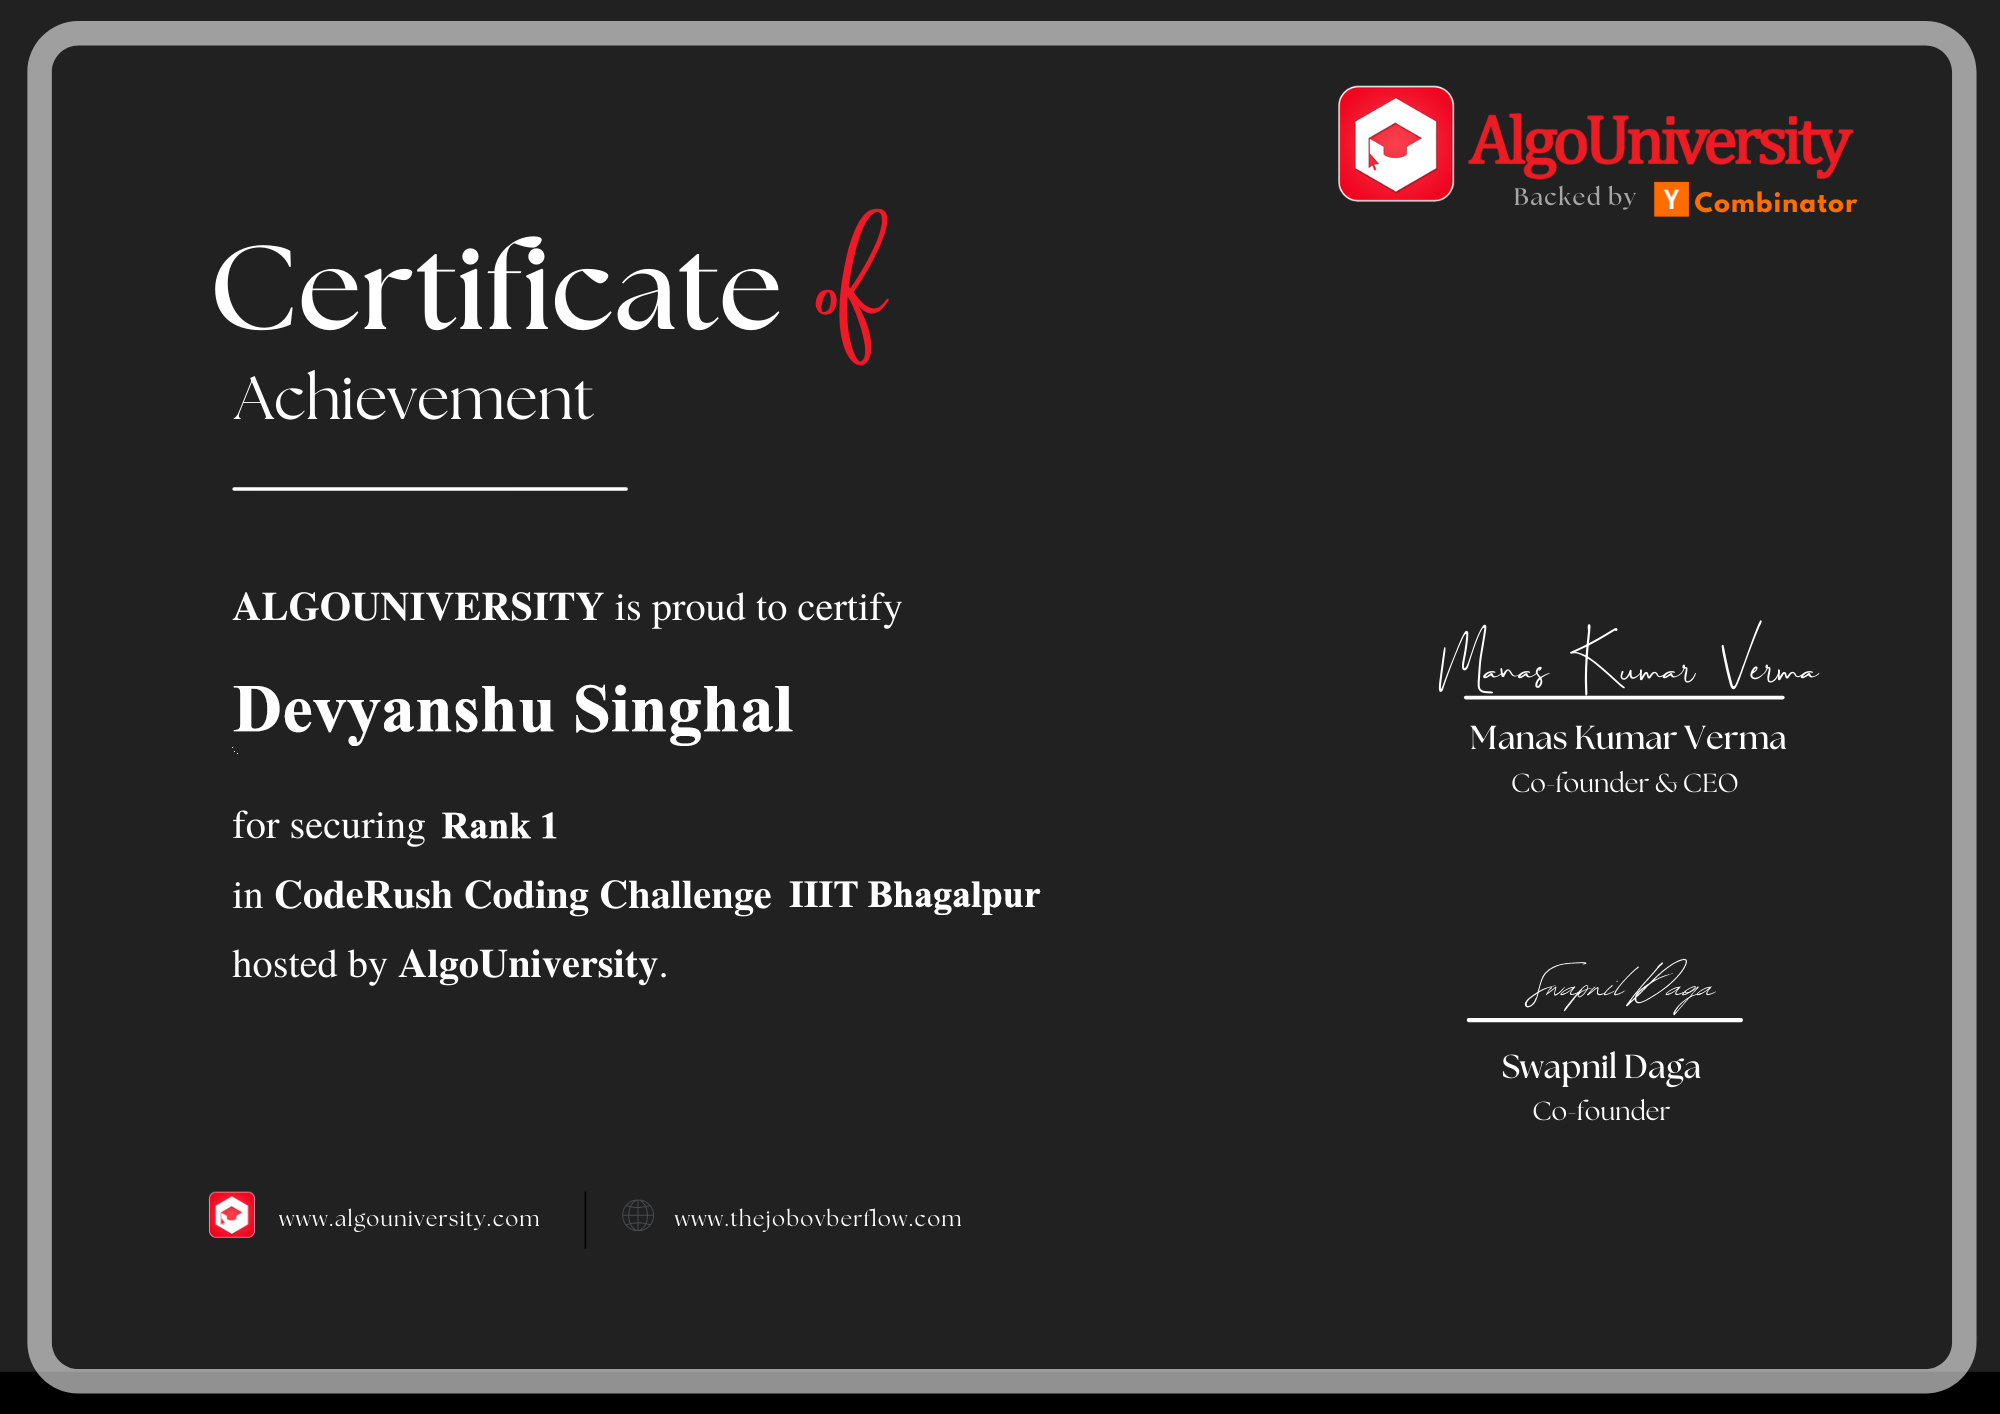 AlgoUniversity
Backed by Y Combinator
Certificate of
Achievement
ALGOUNIVERSITY is proud to certify
Devyanshu Singhal
for securing Rank 1
in CodeRush Coding Challenge IIIT Bhagalpur
hosted by AlgoUniversity.
Manas Kumar Verma
Manas Kumar Verma
Co-founder & CEO
Swapnil Daga
Swapnil Daga
Co-founder
www.algouniversity.com
www.thejobovberflow.com